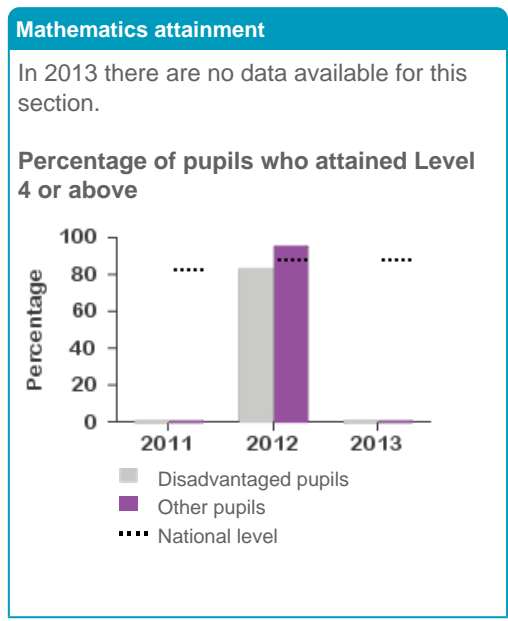 Mathematics attainment
In 2013 there are no data available for this
section.
Percentage of pupils who attained Level
4 or above
100
80
60
40
20
0
Percentage
2011 2012 2013
Disadvantaged pupils
Other pupils
National level